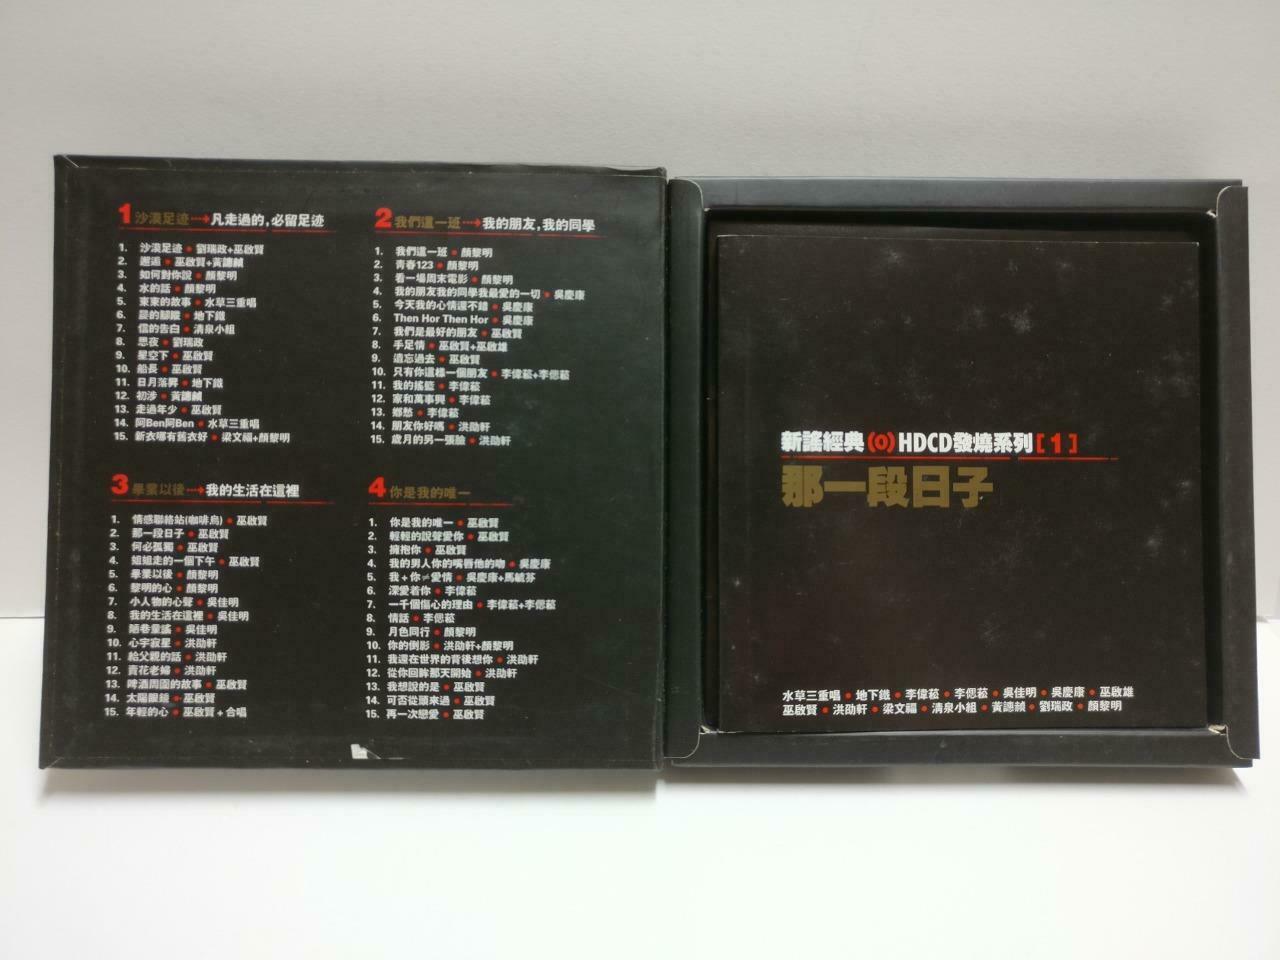 1 沙漠足迹 ····→ 凡走過的,必留足迹
1. 沙漠足迹 • 劉瑞政+巫啟賢
2. 邂逅 • 巫啟賢+黃譓禎
3. 如何對你說 • 顏黎明
4. 水的話 • 顏黎明
5. 東東的故事 • 水草三重唱
6. 的腳蹤 • 地下鐵
7. 信的告白 • 清泉小組
8. 思夜 • 劉瑞政
9. 星空下 • 巫啟賢
10. 船長 • 巫啟賢
11. 日月落昇 • 地下鐵
12. 初涉 • 黃譓禎
13. 走過年少 • 巫啟賢
14. 阿Ben阿Ben • 水草三重唱
15. 新衣哪有舊衣好 • 梁文福+顏黎明
2 我們這一班 ····→ 我的朋友,我的同學
1. 我們這一班 • 顏黎明
2. 青春123 • 顏黎明
3. 看一場周末電影 • 顏黎明
4. 我的朋友我的同學我最愛的一切 • 吳慶康
5. 今天我的心情還不錯 • 吳慶康
6. Then Hor Then Hor • 吳慶康
7. 我們是最好的朋友 • 巫啟賢
8. 手足情 • 巫啟賢+巫啟雄
9. 遺忘過去 • 巫啟賢
10. 只有你這樣一個朋友 • 李偉菘+李偲菘
11. 我的搖籃 • 李偉菘
12. 家和萬事興 • 李偉菘
13. 鄉愁 • 李偉菘
14. 朋友你好嗎 • 洪劭軒
15. 歲月的另一張臉 • 洪劭軒
3 畢業以後 ····→ 我的生活在這裡
1. 情感聯絡站(咖啡烏) • 巫啟賢
2. 那一段日子 • 巫啟賢
3. 何必孤獨 • 巫啟賢
4. 姐姐走的一個下午 • 巫啟賢
5. 畢業以後 • 顏黎明
6. 黎明的心 • 顏黎明
7. 小人物的心聲 • 吳佳明
8. 我的生活在這裡 • 吳佳明
9. 陋巷童謠 • 吳佳明
10. 心宇寂星 • 洪劭軒
11. 給父親的話 • 洪劭軒
12. 賣花老婦 • 洪劭軒
13. 啤酒周圍的故事 • 巫啟賢
14. 太陽眼鏡 • 巫啟賢
15. 年輕的心 • 巫啟賢+合唱
4 你是我的唯一
1. 你是我的唯一 • 巫啟賢
2. 輕輕的說聲愛你 • 巫啟賢
3. 擁抱你 • 巫啟賢
4. 我的男人你的嘴唇他的吻 • 吳慶康
5. 我+你≠愛情 • 吳慶康+馬毓芬
6. 深愛着你 • 李偉菘
7. 一千個傷心的理由 • 李偉菘+李偲菘
8. 情話 • 李偲菘
9. 月色同行 • 顏黎明
10. 你的倒影 • 洪劭軒+顏黎明
11. 我還在世界的背後想你 • 洪劭軒
12. 從你回眸那天開始 • 洪劭軒
13. 我想說的是 • 巫啟賢
14. 可否從頭來過 • 巫啟賢
15. 再一次戀愛 • 巫啟賢
新謠經典(O)HDCD發燒系列[1]
那一段日子
水草三重唱 • 地下鐵 • 李偉菘 • 李偲菘 • 吳佳明 • 吳慶康 • 巫啟雄
巫啟賢 • 洪劭軒 • 梁文福 • 清泉小組 • 黃譓禎 • 劉瑞政 • 顏黎明